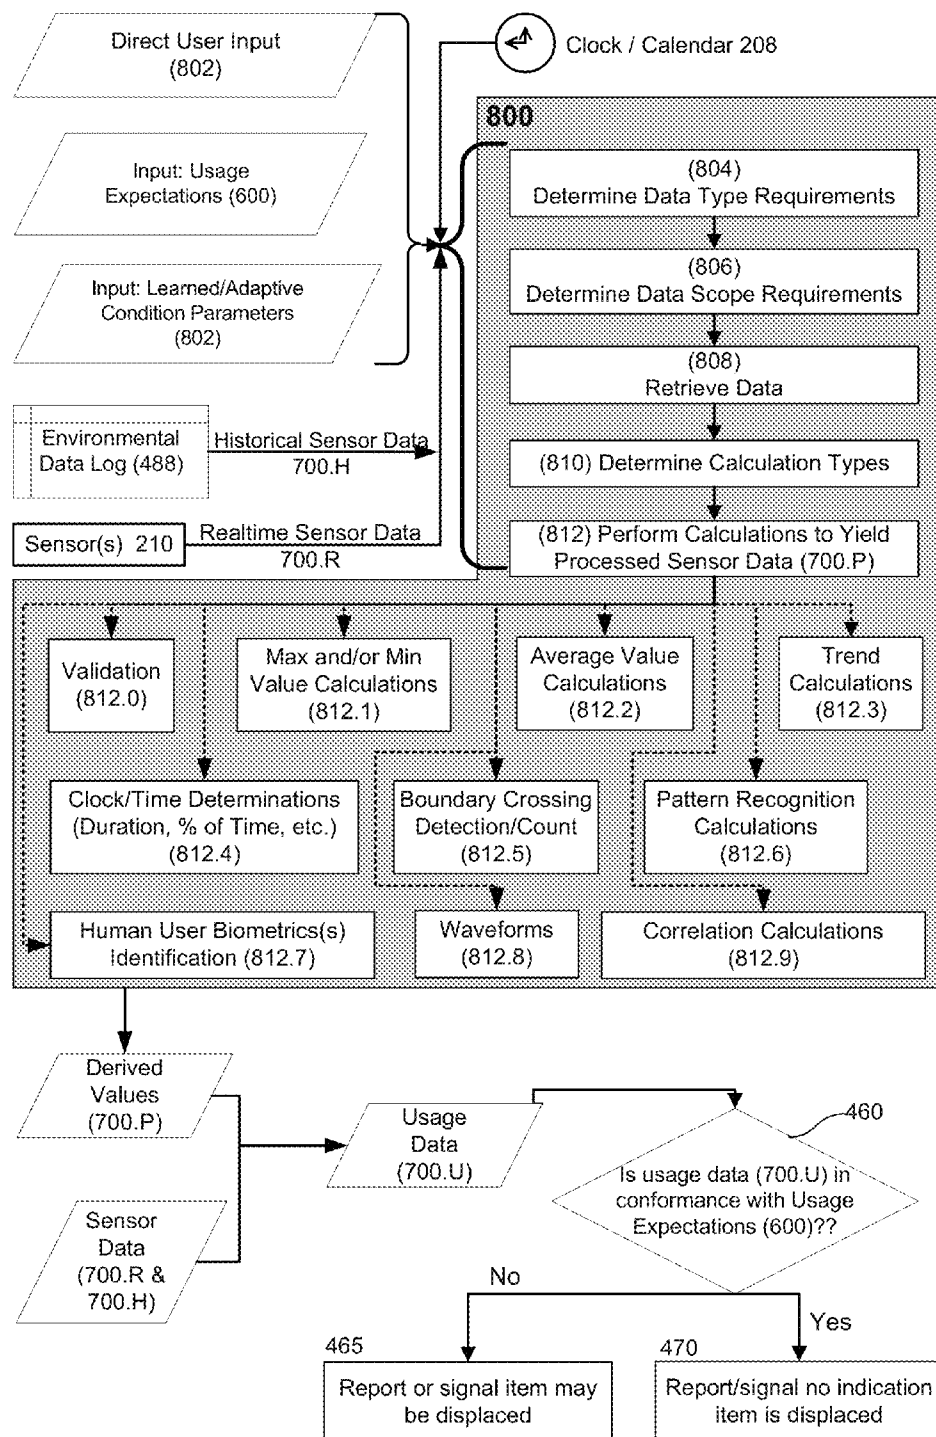 Direct User Input
(802)
Clock / Calendar 208
800
Input: Usage
Expectations (600)
Input: Learned/Adaptive
Condition Parameters
(802)
(804)
Determine Data Type Requirements
(806)
Determine Data Scope Requirements
(808)
Retrieve Data
Environmental
Data Log (488)
Historical Sensor Data
700.H
(810) Determine Calculation Types
Sensor(s) 210
Realtime Sensor Data
700.R
(812) Perform Calculations to Yield
Processed Sensor Data (700.P)
Validation
(812.0)
Max and/or Min
Value Calculations
(812.1)
Average Value
Calculations
(812.2)
Trend
Calculations
(812.3)
Clock/Time Determinations
(Duration, % of Time, etc.)
(812.4)
Boundary Crossing
Detection/Count
(812.5)
Pattern Recognition
Calculations
(812.6)
Human User Biometrics(s)
Identification (812.7)
Waveforms
(812.8)
Correlation Calculations
(812.9)
Derived
Values
(700.P)
Sensor
Data
(700.R &
700.H)
Usage
Data
(700.U)
460
Is usage data (700.U) in
conformance with Usage
Expectations (600)??
No
Yes
465
Report or signal item may
be displaced
470
Report/signal no indication
item is displaced